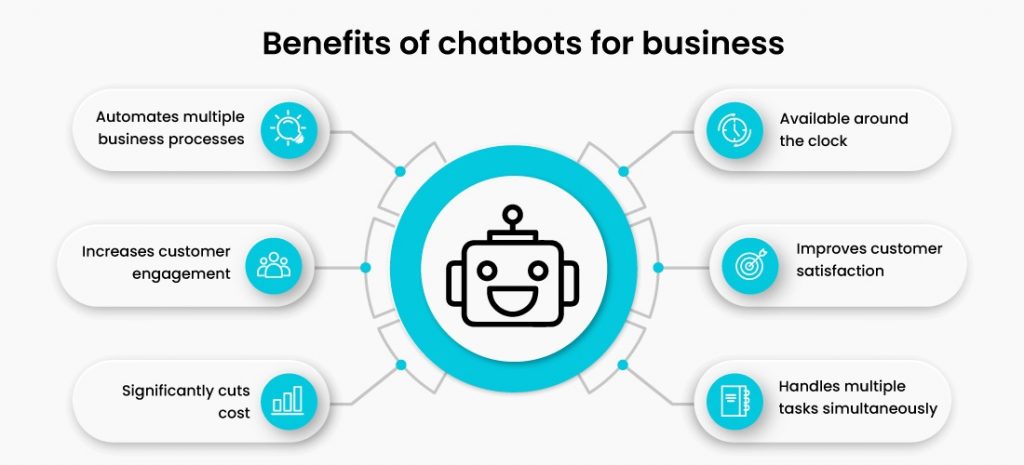 Benefits of chatbots for business
Automates multiple
business processes
Available around
the clock
Increases customer
engagement
Improves customer
satisfaction
Significantly cuts
cost
Handles multiple
tasks simultaneously